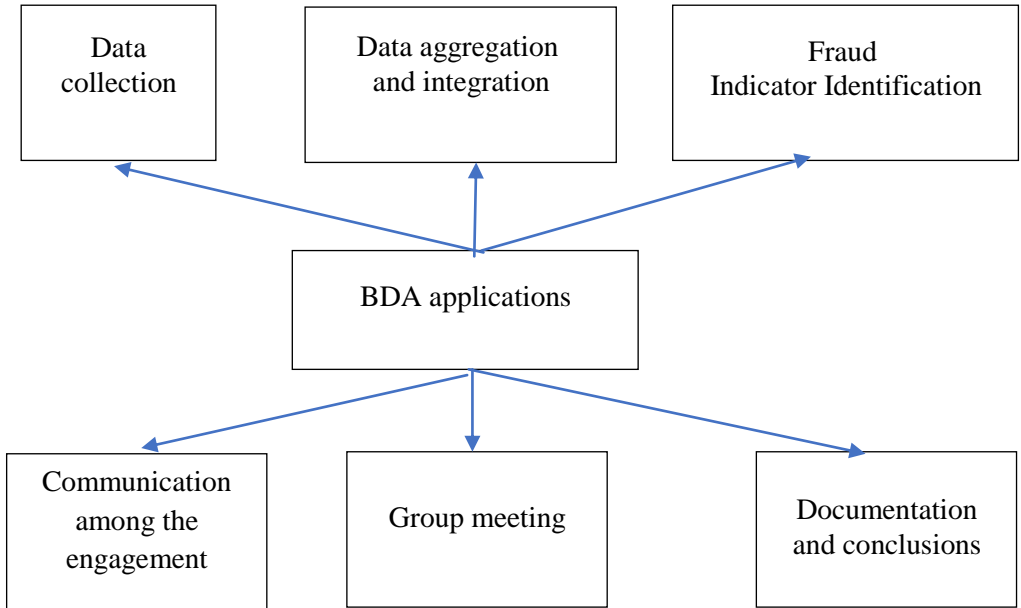 Data
collection
Data aggregation
and integration
Fraud
Indicator Identification
BDA applications
Communication
among the
engagement
Group meeting
Documentation
and conclusions